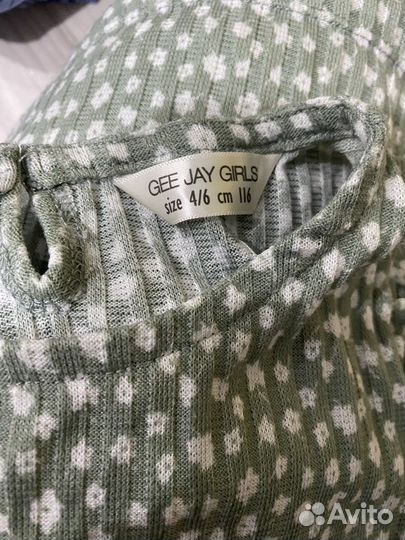 GEE JAY GIRLS
size 4/6 cm 116
Avito